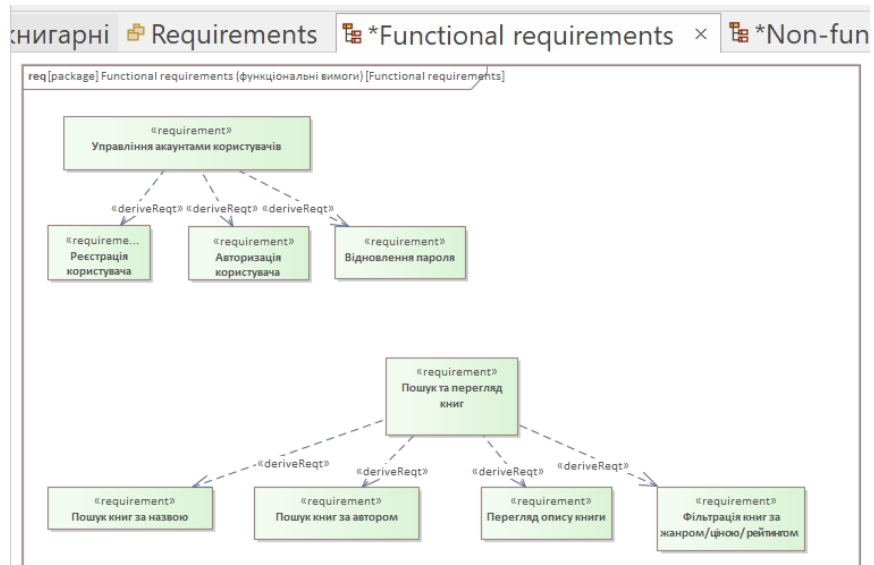 книгарні Requirements *Functional requirements × *Non-fun
req [package] Functional requirements (функціональні вимоги) [Functional requirements]
«requirement»
Управління акаунтами користувачів
«deriveReqt» «deriveReqt» «deriveReqt»
«requireme...
Реєстрація
користувача
«requirement»
Авторизація
користувача
«requirement»
Відновлення пароля
«requirement»
Пошук та перегляд
книг
«deriveReqt» «deriveReqt» «deriveReqt» «deriveReqt»
«requirement»
Пошук книг за назвою
«requirement»
Пошук книг за автором
«requirement»
Перегляд опису книги
«requirement»
Фільтрація книг за
жанром/ціною/рейтингом